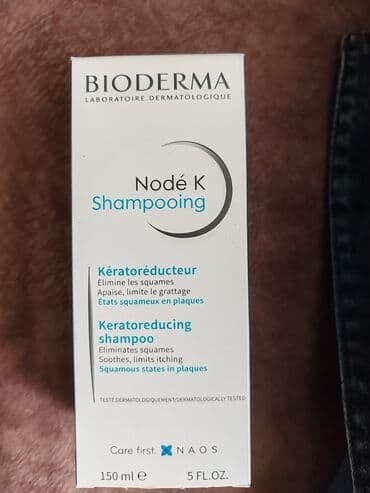 BIODERMA
LABORATOIRE DERMATOLOGIQUE
Nodé K
Shampooing
Kératoréducteur
Élimine les squames
Apaise, limite le grattage
États squameux en plaques
Keratoreducing
shampoo
Eliminates squames
Soothes, limits itching
Squamous states in plaques
TESTÉ DERMATOLOGIQUEMENT/DERMATOLOGICALLY TESTED
Care first. NAOS
150 ml e 5 FL.OZ.